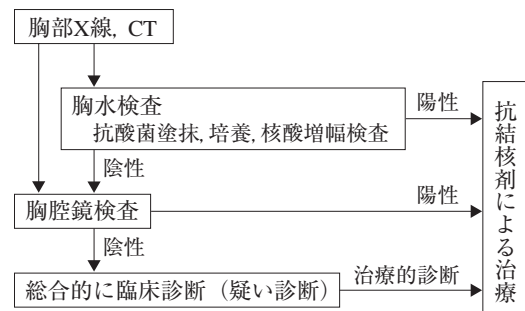 胸部X線, CT
胸水検査
抗酸菌塗抹, 培養, 核酸増幅検査
陽性
陰性
胸腔鏡検査
陽性
陰性
総合的に臨床診断（疑い診断）
治療的診断
抗結核剤による治療